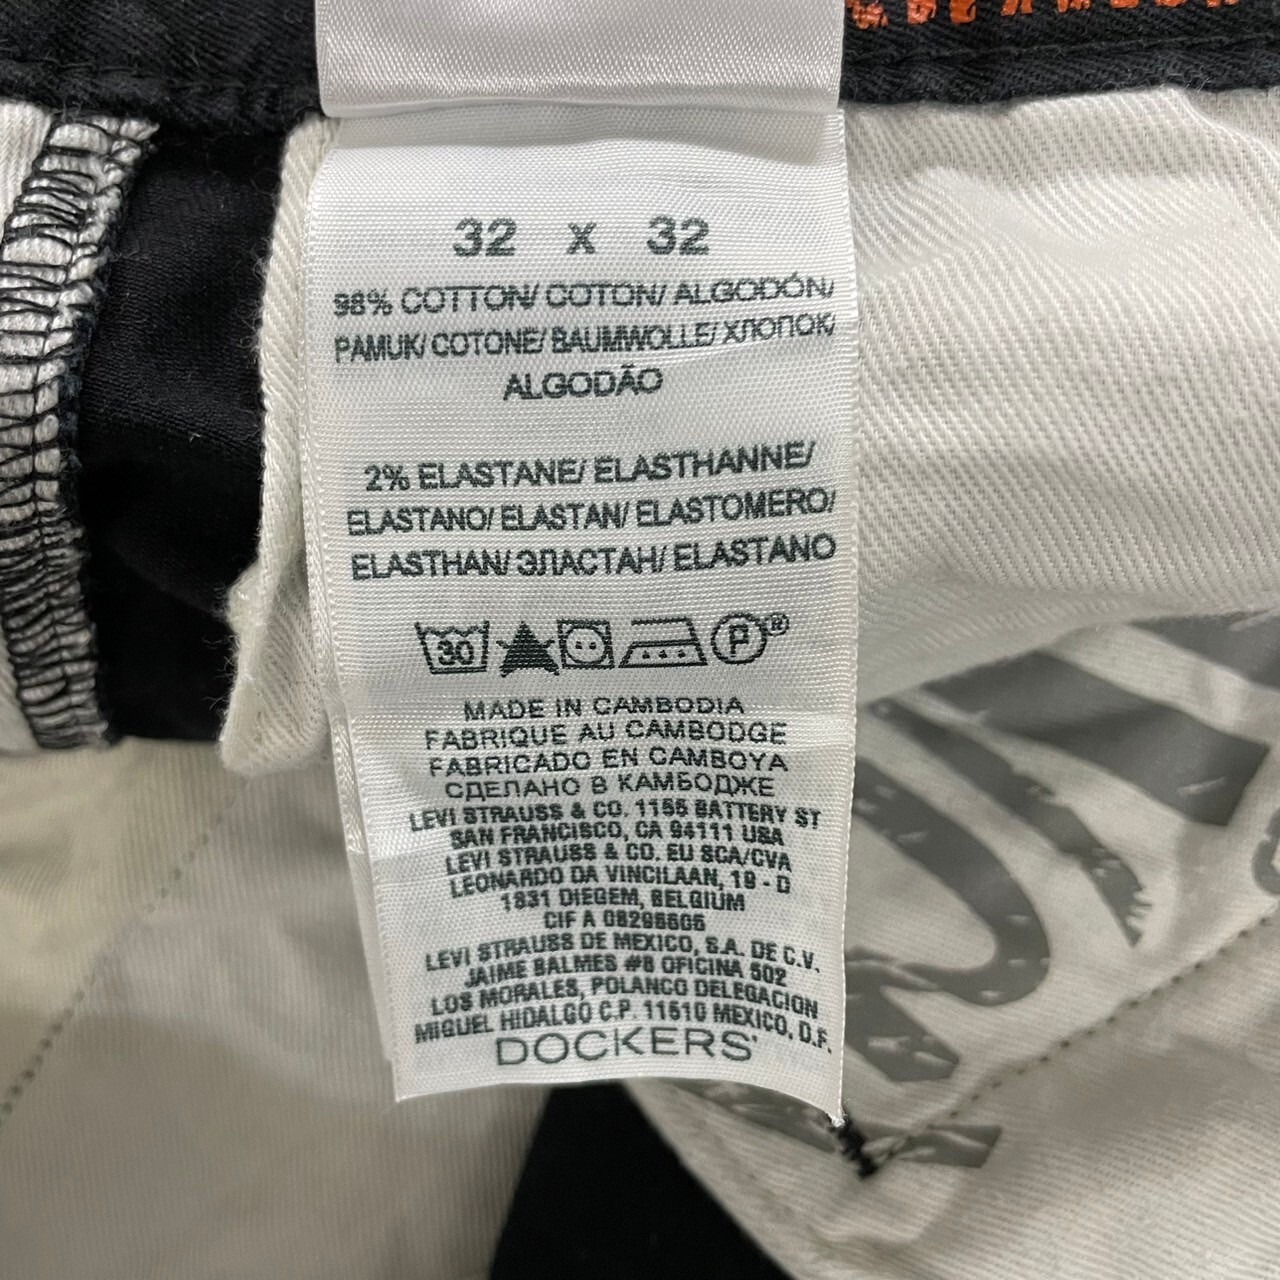 32 x 32
98% COTTON/ COTON/ ALGODÓN/
PAMUK/ COTONE/ BAUMWOLLE/ ХЛОПОК/
ALGODÃO
2% ELASTANE/ ELASTHANNE/
ELASTANO/ ELASTAN/ ELASTOMERO/
ELASTHAN/ ЭЛАСТАН/ ELASTANO
30 P®
MADE IN CAMBODIA
FABRIQUE AU CAMBODGE
FABRICADO EN CAMBOYA
СДЕЛАНО В КАМБОДЖЕ
LEVI STRAUSS & CO. 1155 BATTERY ST
SAN FRANCISCO, CA 94111 USA
LEVI STRAUSS & CO. EU SCA/CVA
LEONARDO DA VINCILAAN, 19 - D
1831 DIEGEM, BELGIUM
CIF A 08295505
LEVI STRAUSS DE MEXICO, S.A. DE C.V.
JAIME BALMES #8 OFICINA 502
LOS MORALES, POLANCO DELEGACION
MIGUEL HIDALGO C.P. 11510 MEXICO, D.F.
DOCKERS